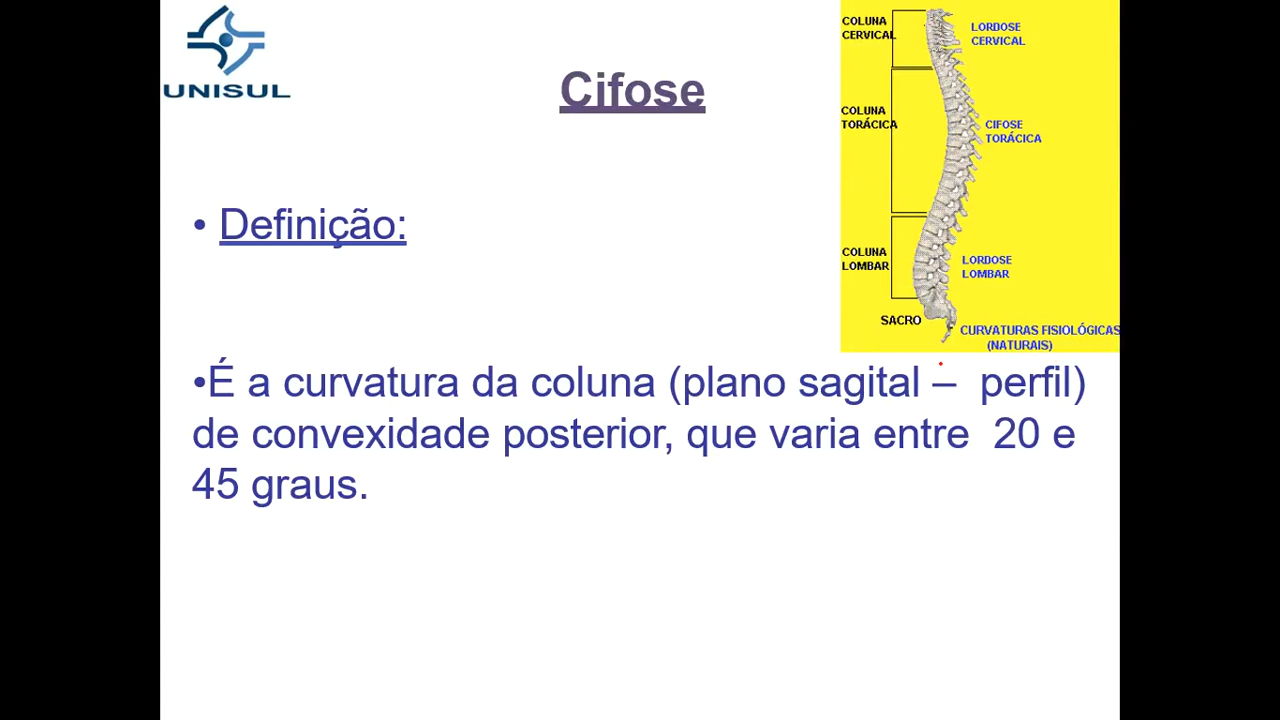 UNISUL
Cifose
COLUNA
CERVICAL
LORDOSE
CERVICAL
COLUNA
TORÁCICA
CIFOSE
TORÁCICA
COLUNA
LOMBAR
LORDOSE
LOMBAR
SACRO
CURVATURAS FISIOLÓGICAS
(NATURAIS)
• Definição:
•É a curvatura da coluna (plano sagital – perfil)
de convexidade posterior, que varia entre 20 e
45 graus.